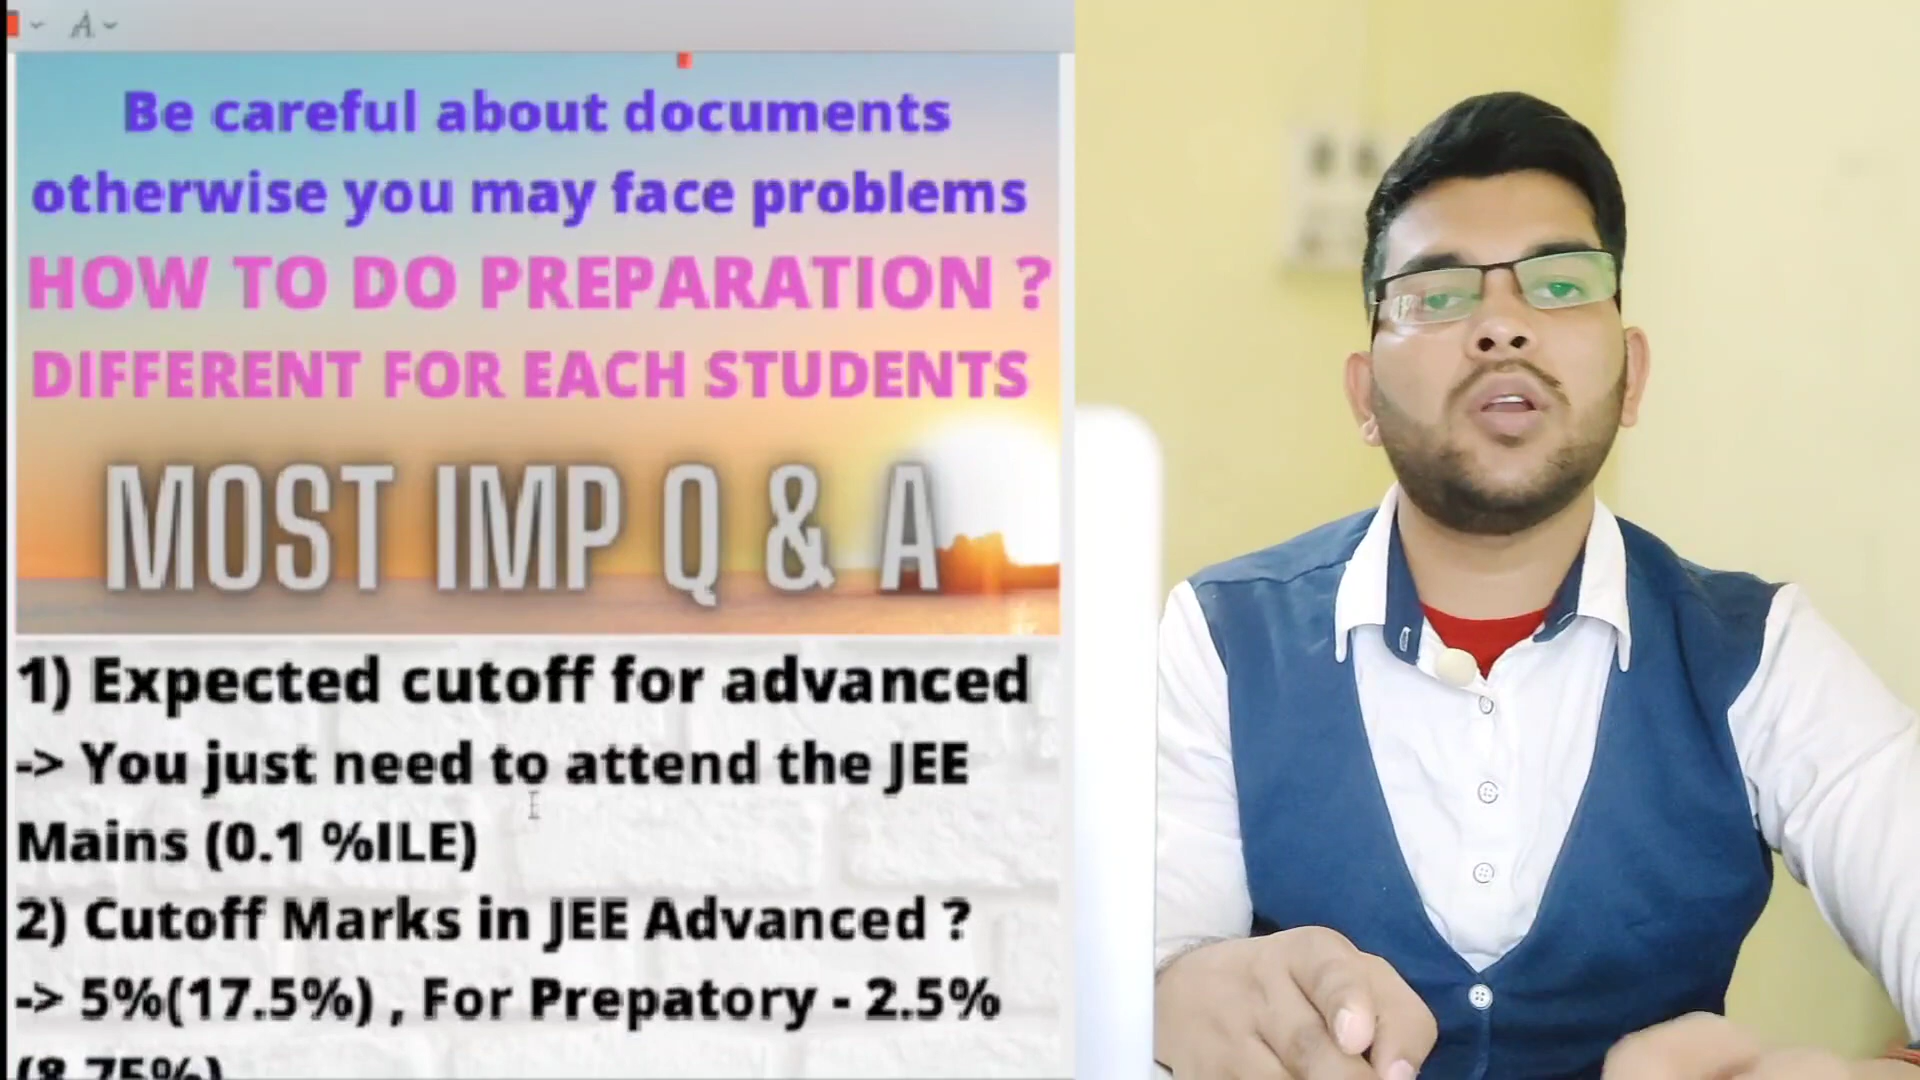 A
Be careful about documents
otherwise you may face problems
HOW TO DO PREPARATION ?
DIFFERENT FOR EACH STUDENTS
MOST IMP Q & A
1) Expected cutoff for advanced
-> You just need to attend the JEE
Mains (0.1 %ILE)
2) Cutoff Marks in JEE Advanced ?
-> 5%(17.5%) , For Prepatory - 2.5%
(8.75%)